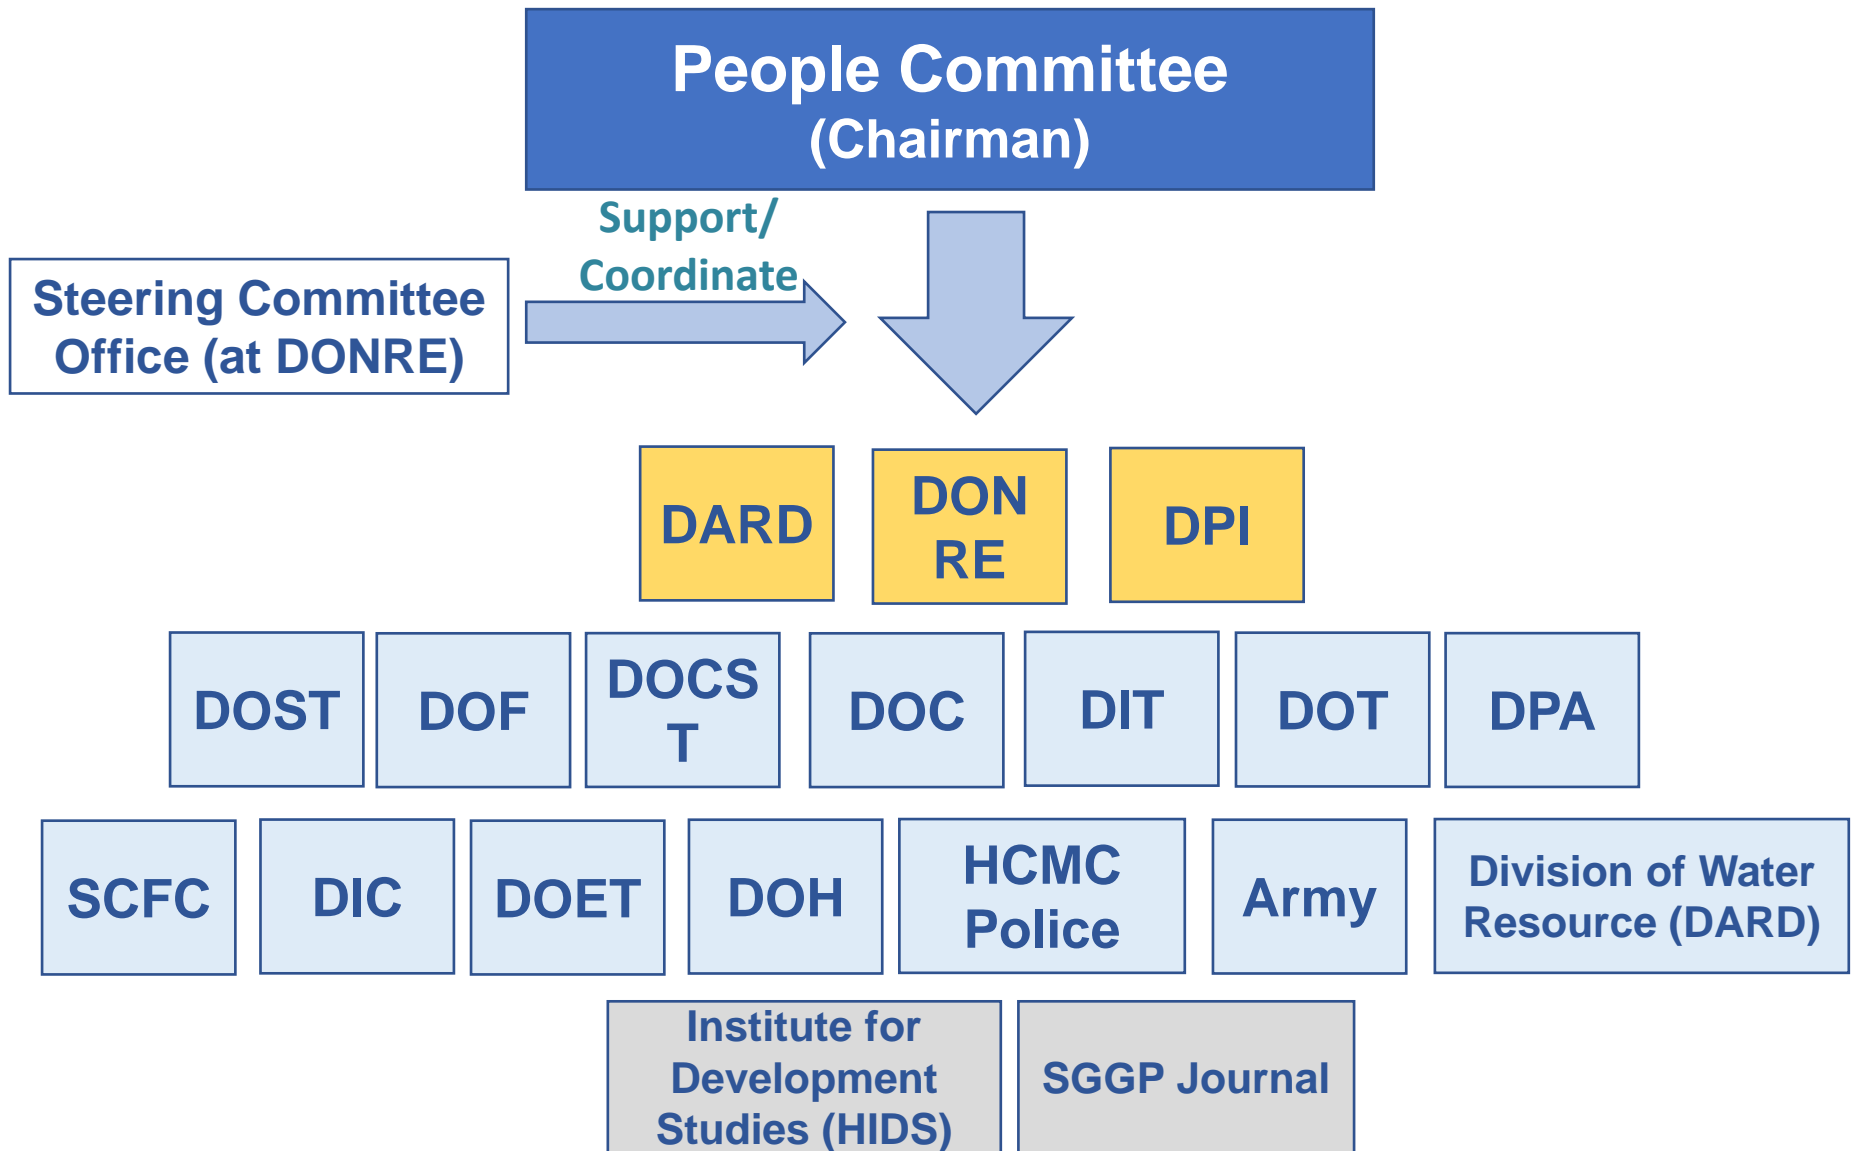 People Committee
(Chairman)
Support/
Coordinate
Steering Committee
Office (at DONRE)
DARD
DON
RE
DPI
DOST
DOF
DOCS
T
DOC
DIT
DOT
DPA
SCFC
DIC
DOET
DOH
HCMC
Police
Army
Division of Water
Resource (DARD)
Institute for
Development
Studies (HIDS)
SGGP Journal